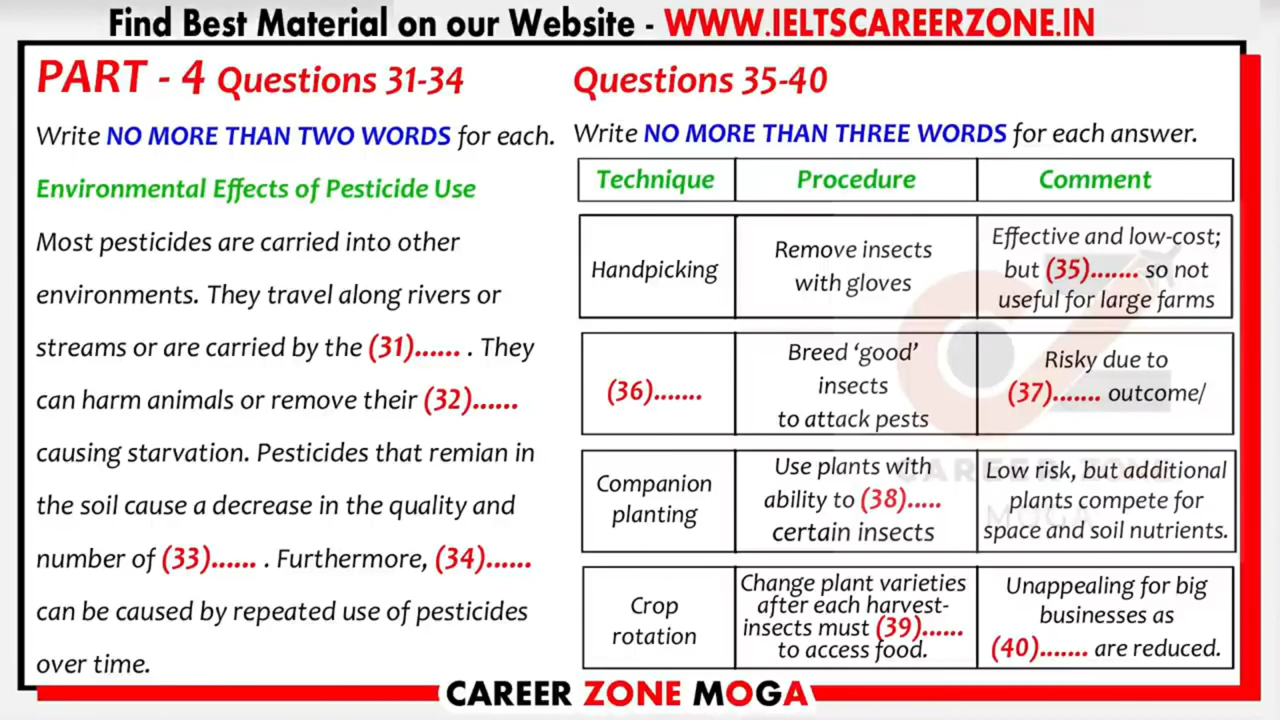 Find Best Material on our Website - WWW.IELTSCAREERZONE.IN
PART - 4 Questions 31-34
Write NO MORE THAN TWO WORDS for each.
Environmental Effects of Pesticide Use
Most pesticides are carried into other
environments. They travel along rivers or
streams or are carried by the (31)...... . They
can harm animals or remove their (32)......
causing starvation. Pesticides that remian in
the soil cause a decrease in the quality and
number of (33)...... . Furthermore, (34)......
can be caused by repeated use of pesticides
over time.
Questions 35-40
Write NO MORE THAN THREE WORDS for each answer.
Technique
Procedure
Comment
Handpicking
Remove insects
with gloves
Effective and low-cost;
but (35)....... so not
useful for large farms
(36).......
Breed ‘good’
insects
to attack pests
Risky due to
(37)....... outcome/
Companion
planting
Use plants with
ability to (38).....
certain insects
Low risk, but additional
plants compete for
space and soil nutrients.
Crop
rotation
Change plant varieties
after each harvest-
insects must (39)......
to access food.
Unappealing for big
businesses as
(40)....... are reduced.
CAREER ZONE
MOGA
CAREER ZONE MOGA